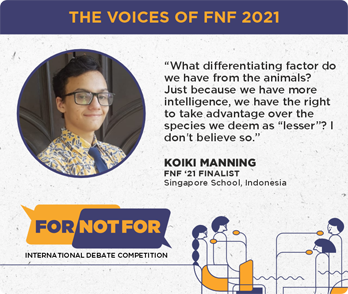 THE VOICES OF FNF 2021
“What differentiating factor do
we have from the animals?
Just because we have more
intelligence, we have the right
to take advantage over the
species we deem as “lesser”? I
don’t believe so.”
KOIKI MANNING
FNF ‘21 FINALIST
Singapore School, Indonesia
FOR NOT FOR
INTERNATIONAL DEBATE COMPETITION